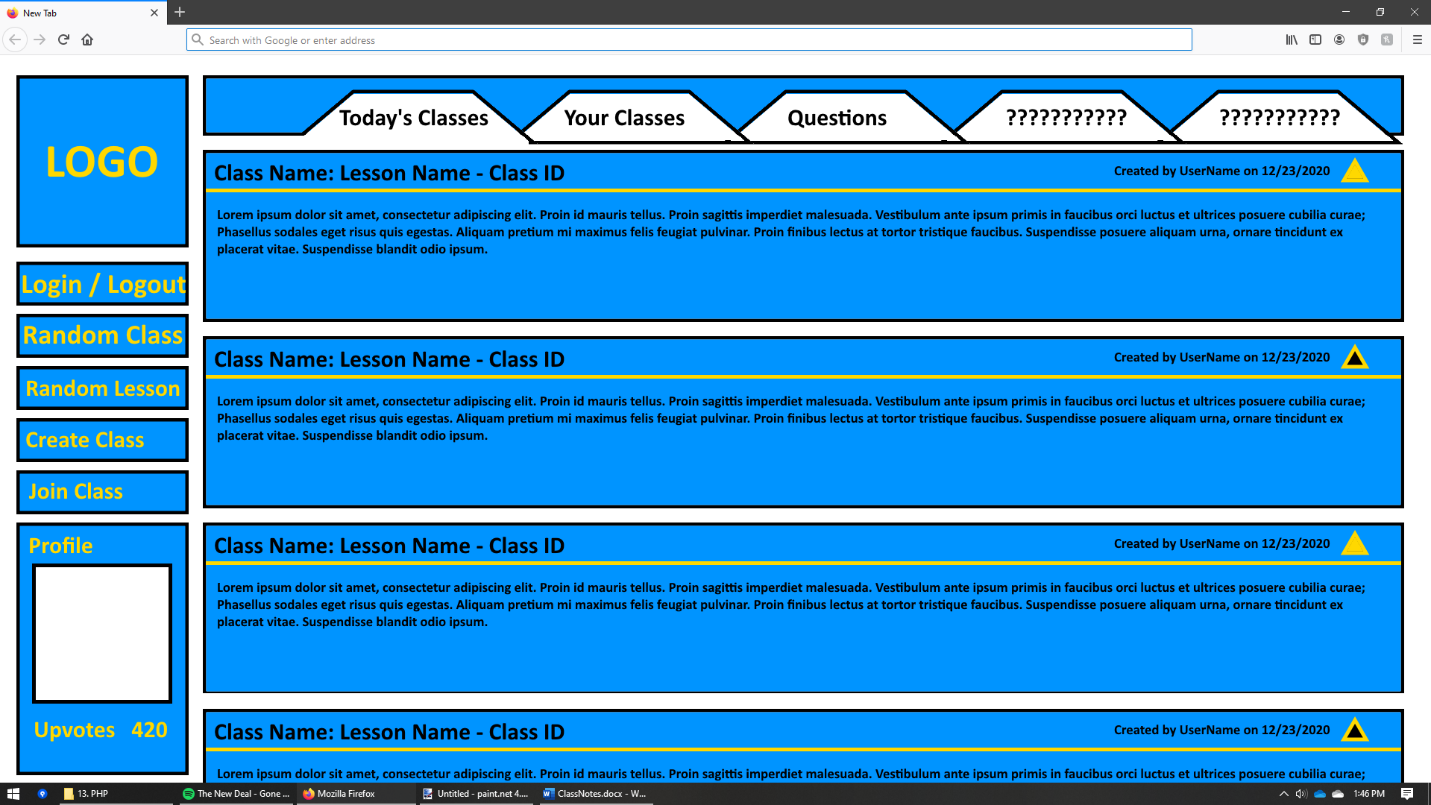 New Tab
Search with Google or enter address
LOGO
Login / Logout
Random Class
Random Lesson
Create Class
Join Class
Profile
Upvotes 420
Today's Classes
Your Classes
Questions
???????????
???????????
Class Name: Lesson Name - Class ID
Created by UserName on 12/23/2020
Lorem ipsum dolor sit amet, consectetur adipiscing elit. Proin id mauris tellus. Proin sagittis imperdiet malesuada. Vestibulum ante ipsum primis in faucibus orci luctus et ultrices posuere cubilia curae;
Phasellus sodales eget risus quis egestas. Aliquam pretium mi maximus felis feugiat pulvinar. Proin finibus lectus at tortor tristique faucibus. Suspendisse posuere aliquam urna, ornare tincidunt ex
placerat vitae. Suspendisse blandit odio ipsum.
Class Name: Lesson Name - Class ID
Created by UserName on 12/23/2020
Lorem ipsum dolor sit amet, consectetur adipiscing elit. Proin id mauris tellus. Proin sagittis imperdiet malesuada. Vestibulum ante ipsum primis in faucibus orci luctus et ultrices posuere cubilia curae;
Phasellus sodales eget risus quis egestas. Aliquam pretium mi maximus felis feugiat pulvinar. Proin finibus lectus at tortor tristique faucibus. Suspendisse posuere aliquam urna, ornare tincidunt ex
placerat vitae. Suspendisse blandit odio ipsum.
Class Name: Lesson Name - Class ID
Created by UserName on 12/23/2020
Lorem ipsum dolor sit amet, consectetur adipiscing elit. Proin id mauris tellus. Proin sagittis imperdiet malesuada. Vestibulum ante ipsum primis in faucibus orci luctus et ultrices posuere cubilia curae;
Phasellus sodales eget risus quis egestas. Aliquam pretium mi maximus felis feugiat pulvinar. Proin finibus lectus at tortor tristique faucibus. Suspendisse posuere aliquam urna, ornare tincidunt ex
placerat vitae. Suspendisse blandit odio ipsum.
Class Name: Lesson Name - Class ID
Created by UserName on 12/23/2020
Lorem ipsum dolor sit amet, consectetur adipiscing elit. Proin id mauris tellus. Proin sagittis imperdiet malesuada. Vestibulum ante ipsum primis in faucibus orci luctus et ultrices posuere cubilia curae;
13. PHP
The New Deal - Gone ...
Mozilla Firefox
Untitled - paint.net 4....
ClassNotes.docx - W...
1:46 PM